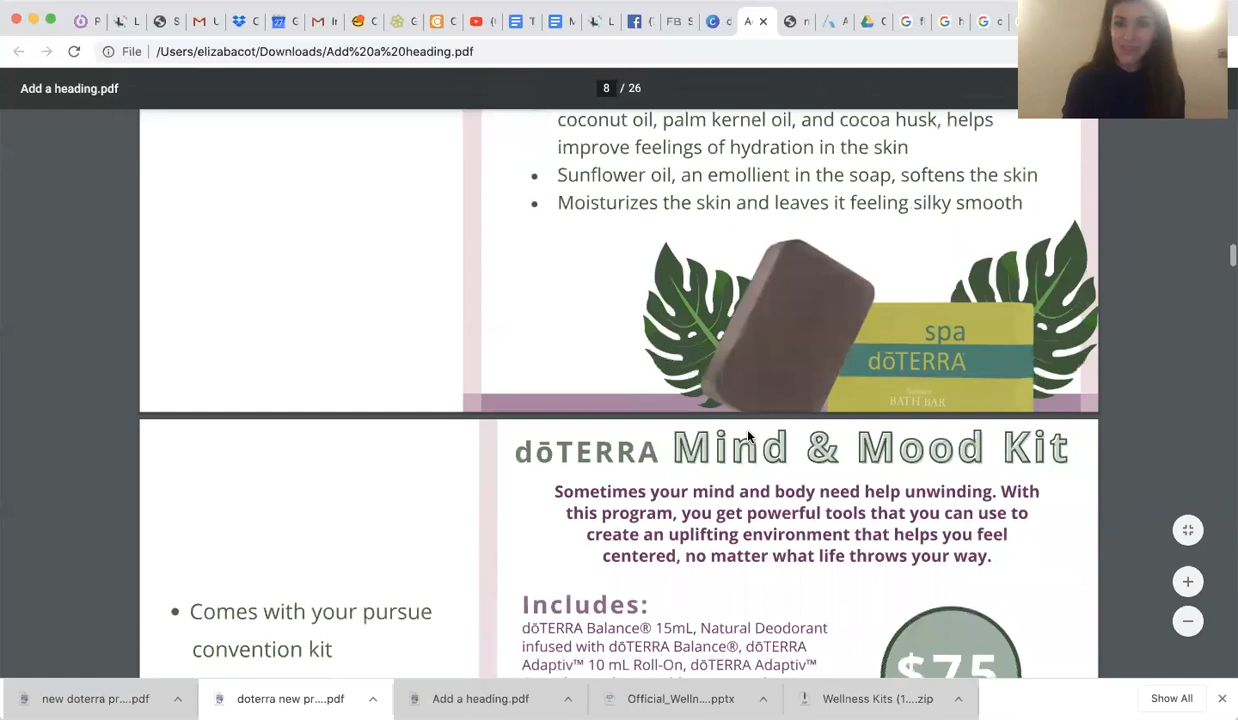 P
L
S
M
U
C
27
C
M
I
C
G
C
(
T
M
L
(
FB S
C
A
n
A
C
f
h
c
File /Users/elizabacot/Downloads/Add%20a%20heading.pdf
Add a heading.pdf
8 / 26
coconut oil, palm kernel oil, and cocoa husk, helps
improve feelings of hydration in the skin
• Sunflower oil, an emollient in the soap, softens the skin
• Moisturizes the skin and leaves it feeling silky smooth
spa
dōTERRA
BATH BAR
dōTERRA Mind & Mood Kit
Sometimes your mind and body need help unwinding. With
this program, you get powerful tools that you can use to
create an uplifting environment that helps you feel
centered, no matter what life throws your way.
• Comes with your pursue
convention kit
Includes:
dōTERRA Balance® 15mL, Natural Deodorant
infused with dōTERRA Balance®, dōTERRA
Adaptiv™ 10 mL Roll-On, dōTERRA Adaptiv™
$75
new doterra pr....pdf
doterra new pr....pdf
Add a heading.pdf
Official_Welln....pptx
Wellness Kits (1....zip
Show All